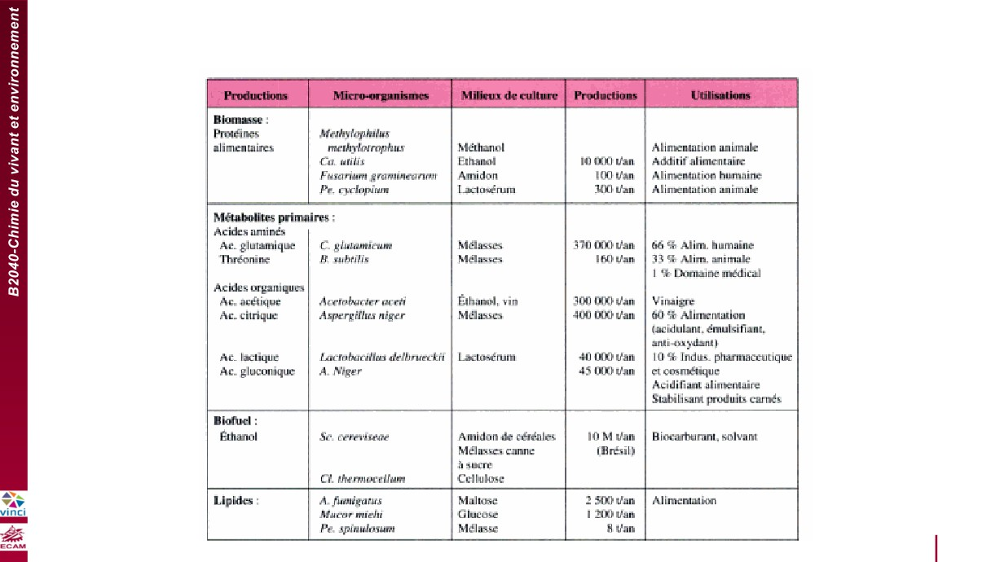 B2040-Chimie du vivant et environnement
Productions Micro-organismes Milieux de culture Productions Utilisations
Biomasse :
Protéines Methylophilus
alimentaires methylotrophus Méthanol Alimentation animale
Ca. utilis Ethanol 10 000 t/an Additif alimentaire
Fusarium graminearum Amidon 100 t/an Alimentation humaine
Pe. cyclopium Lactosérum 300 t/an Alimentation animale
Métabolites primaires :
Acides aminés
Ac. glutamique C. glutamicum Mélasses 370 000 t/an 66 % Alim. humaine
Thréonine B. subtilis Mélasses 160 t/an 33 % Alim. animale
1 % Domaine médical
Acides organiques
Ac. acétique Acetobacter aceti Éthanol, vin 300 000 t/an Vinaigre
Ac. citrique Aspergillus niger Mélasses 400 000 t/an 60 % Alimentation
(acidulant, émulsifiant,
anti-oxydant)
Ac. lactique Lactobacillus delbrueckii Lactosérum 40 000 t/an 10 % Indus. pharmaceutique
Ac. gluconique A. Niger 45 000 t/an et cosmétique
Acidifiant alimentaire
Stabilisant produits carnés
Biofuel :
Éthanol Sc. cereviseae Amidon de céréales 10 M t/an Biocarburant, solvant
Mélasses canne (Brésil)
à sucre
Cl. thermocellum Cellulose
Lipides : A. fumigatus Maltose 2 500 t/an Alimentation
Mucor miehi Glucose 1 200 t/an
Pe. spinulosum Mélasse 8 t/an
vinci
ECAM